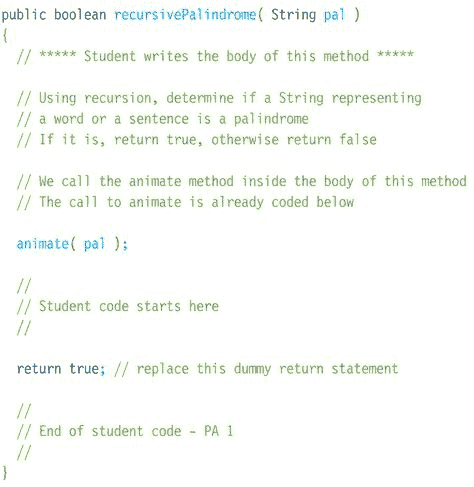 public boolean recursivePalindrome( String pal )
{
// ***** Student writes the body of this method *****
// Using recursion, determine if a String representing
// a word or a sentence is a palindrome
// If it is, return true, otherwise return false
// We call the animate method inside the body of this method
// The call to animate is already coded below
animate( pal );
//
// Student code starts here
//
return true; // replace this dummy return statement
//
// End of student code – PA 1
//
}